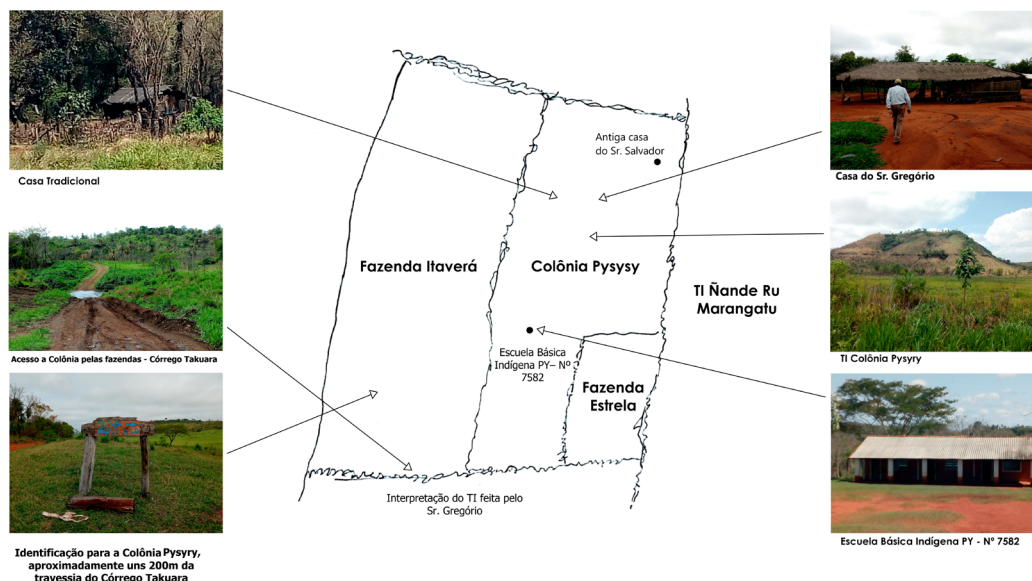 Casa Tradicional
Acesso a Colônia pelas fazendas - Córrego Takuara
Identificação para a Colônia Pysyry,
aproximadamente uns 200m da
travessia do Córrego Takuara
Antiga casa
do Sr. Salvador
Fazenda Itaverá
Colônia Pysysy
TI Ñande Ru
Marangatu
Escuela Básica
Indígena PY– Nº
7582
Fazenda
Estrela
Interpretação do TI feita pelo
Sr. Gregório
Casa do Sr. Gregório
TI Colônia Pysyry
Escuela Básica Indígena PY - Nº 7582